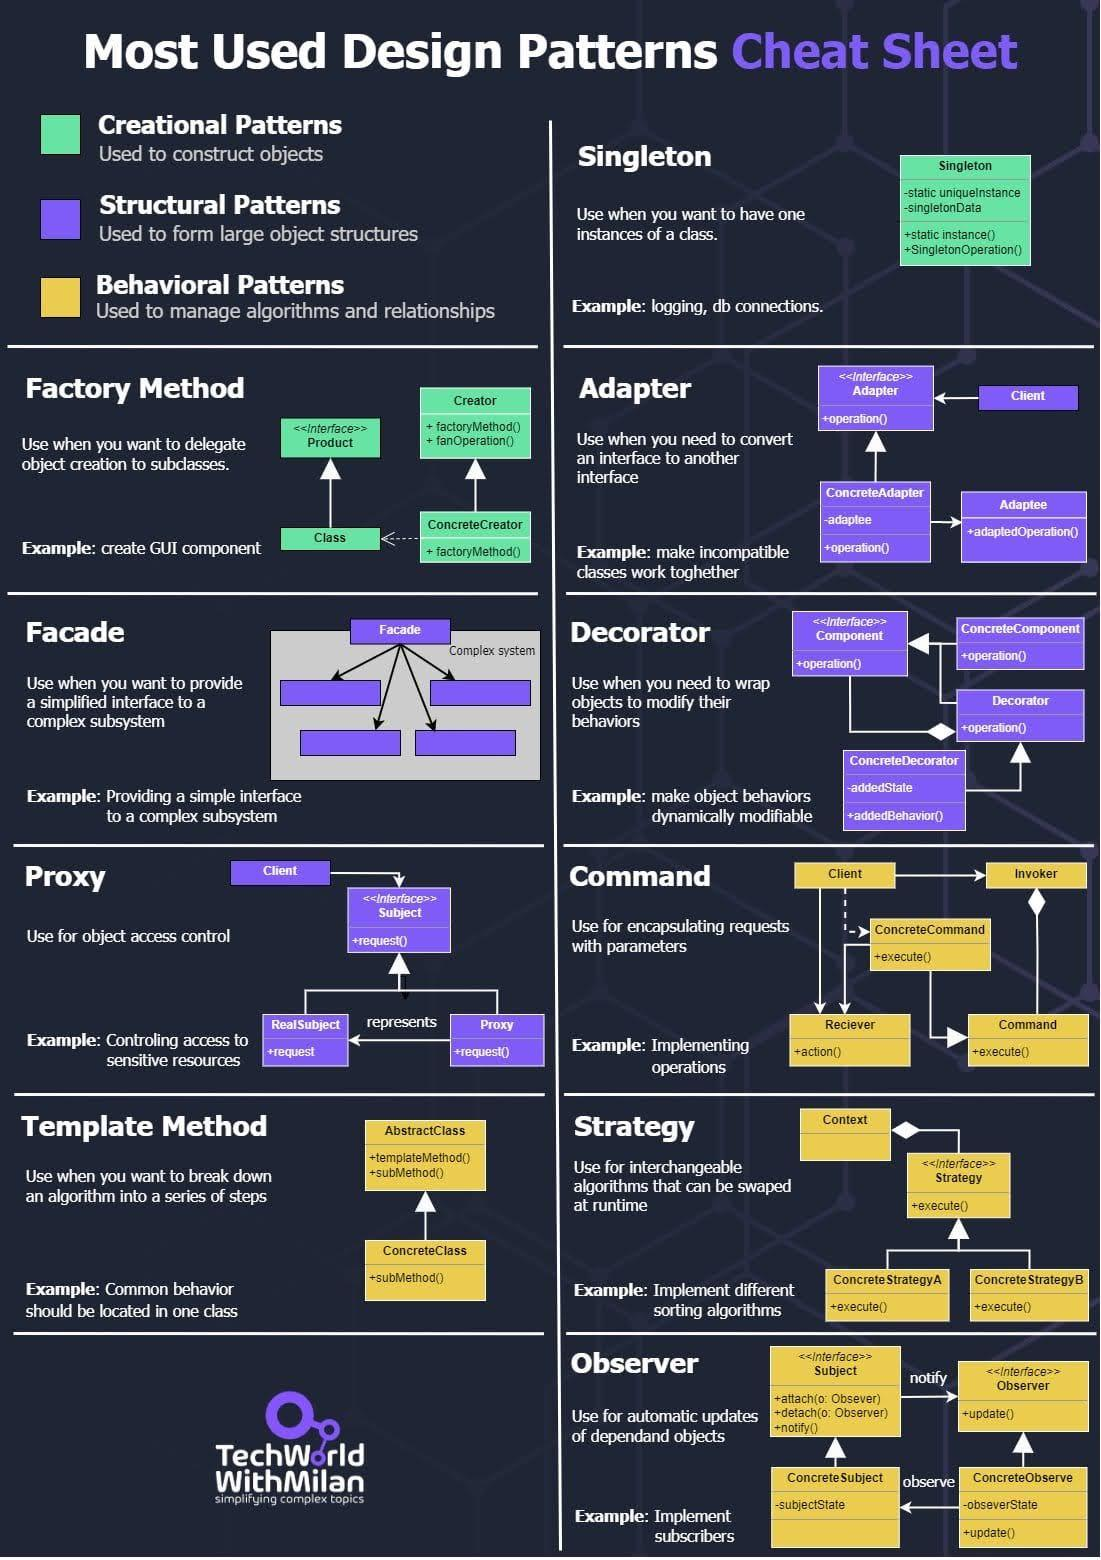 Most Used Design Patterns Cheat Sheet
Creational Patterns
Used to construct objects
Structural Patterns
Used to form large object structures
Behavioral Patterns
Used to manage algorithms and relationships
Singleton
Use when you want to have one
instances of a class.
Example: logging, db connections.
Singleton
-static uniqueInstance
-singletonData
+static instance()
+SingletonOperation()
Factory Method
Use when you want to delegate
object creation to subclasses.
Example: create GUI component
<<Interface>>
Product
Class
Creator
+ factoryMethod()
+ fanOperation()
ConcreteCreator
+ factoryMethod()
Adapter
Use when you need to convert
an interface to another
interface
Example: make incompatible
classes work toghether
<<Interface>>
Adapter
+operation()
Client
ConcreteAdapter
-adaptee
+operation()
Adaptee
+adaptedOperation()
Facade
Use when you want to provide
a simplified interface to a
complex subsystem
Example: Providing a simple interface
to a complex subsystem
Facade
Complex system
Decorator
Use when you need to wrap
objects to modify their
behaviors
Example: make object behaviors
dynamically modifiable
<<Interface>>
Component
+operation()
ConcreteComponent
+operation()
Decorator
+operation()
ConcreteDecorator
-addedState
+addedBehavior()
Proxy
Use for object access control
Example: Controling access to
sensitive resources
Client
<<Interface>>
Subject
+request()
RealSubject
+request
represents
Proxy
+request()
Command
Use for encapsulating requests
with parameters
Example: Implementing
operations
Client
Invoker
ConcreteCommand
+execute()
Reciever
+action()
Command
+execute()
Template Method
Use when you want to break down
an algorithm into a series of steps
Example: Common behavior
should be located in one class
AbstractClass
+templateMethod()
+subMethod()
ConcreteClass
+subMethod()
Strategy
Use for interchangeable
algorithms that can be swaped
at runtime
Example: Implement different
sorting algorithms
Context
<<Interface>>
Strategy
+execute()
ConcreteStrategyA
+execute()
ConcreteStrategyB
+execute()
Observer
Use for automatic updates
of dependand objects
Example: Implement
subscribers
<<Interface>>
Subject
+attach(o: Obsever)
+detach(o: Observer)
+notify()
notify
<<Interface>>
Observer
+update()
ConcreteSubject
-subjectState
observe
ConcreteObserve
-obseverState
+update()
TechWorld
WithMilan
simplifying complex topics